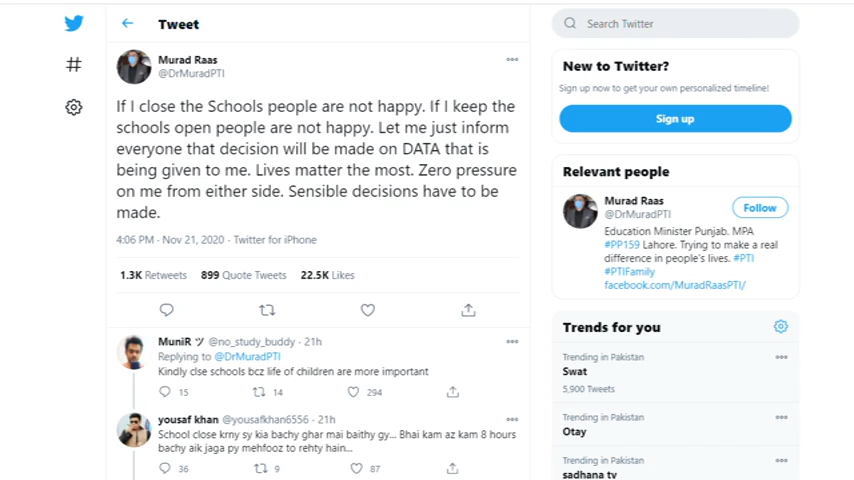 Tweet
Search Twitter
Murad Raas
@DrMuradPTI
If I close the Schools people are not happy. If I keep the
schools open people are not happy. Let me just inform
everyone that decision will be made on DATA that is
being given to me. Lives matter the most. Zero pressure
on me from either side. Sensible decisions have to be
made.
4:06 PM · Nov 21, 2020 · Twitter for iPhone
1.3K Retweets 899 Quote Tweets 22.5K Likes
MuniR ツ @no_study_buddy · 21h
Replying to @DrMuradPTI
Kindly clse schools bcz life of children are more important
15 14 294
yousaf khan @yousafkhan6556 · 21h
School close krny sy kia bachy ghar mai baithy gy... Bhai kam az kam 8 hours
bachy aik jaga py mehfooz to rehty hain...
36 9 87
New to Twitter?
Sign up now to get your own personalized timeline!
Sign up
Relevant people
Murad Raas
@DrMuradPTI
Follow
Education Minister Punjab. MPA
#PP159 Lahore. Trying to make a real
difference in people's lives. #PTI
#PTIFamily
facebook.com/MuradRaasPTI/
Trends for you
Trending in Pakistan
Swat
5,900 Tweets
Trending in Pakistan
Otay
Trending in Pakistan
sadhana tv